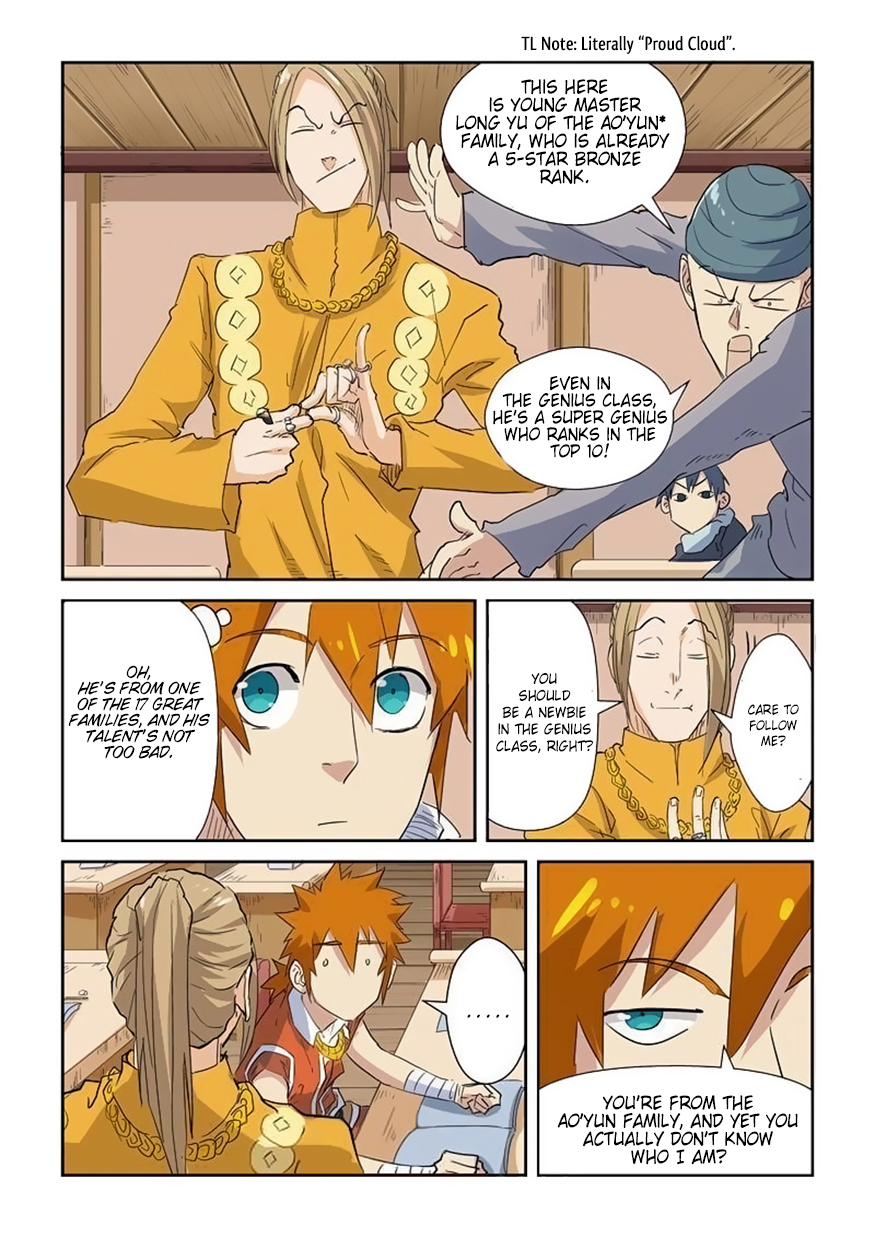 TL Note: Literally “Proud Cloud”.
THIS HERE
IS YOUNG MASTER
LONG YU OF THE AO'YUN*
FAMILY, WHO IS ALREADY
A 5-STAR BRONZE
RANK.
EVEN IN
THE GENIUS CLASS,
HE'S A SUPER GENIUS
WHO RANKS IN THE
TOP 10!
OH,
HE'S FROM ONE
OF THE 17 GREAT
FAMILIES, AND HIS
TALENT'S NOT
TOO BAD.
YOU
SHOULD
BE A NEWBIE
IN THE GENIUS
CLASS, RIGHT?
CARE TO
FOLLOW
ME?
.....
YOU'RE FROM THE
AO'YUN FAMILY, AND YET YOU
ACTUALLY DON'T KNOW
WHO I AM?